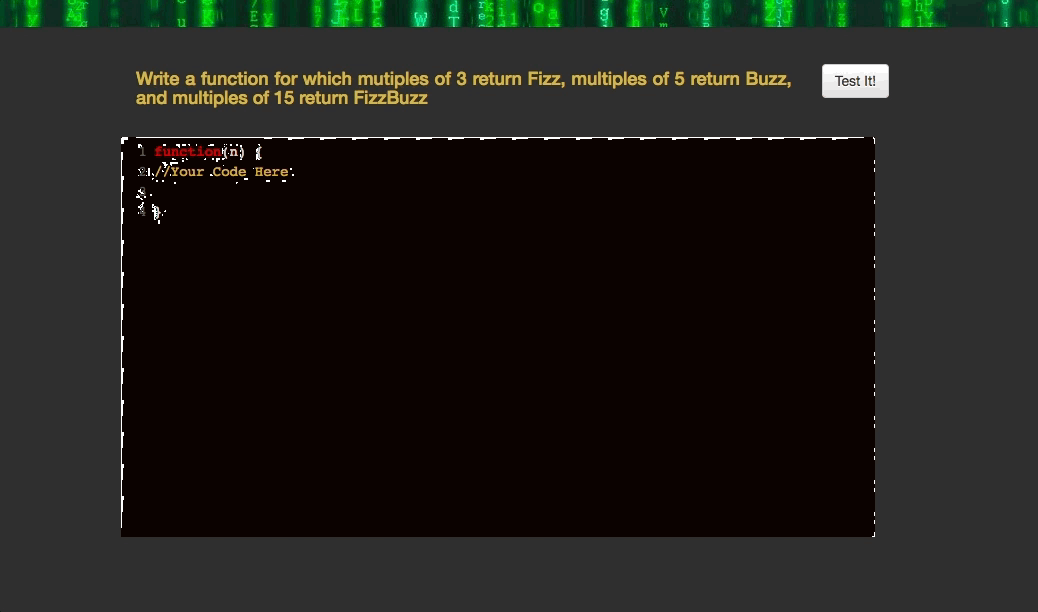 Write a function for which mutiples of 3 return Fizz, multiples of 5 return Buzz,
and multiples of 15 return FizzBuzz
Test It!
1 function(n) {
2 //Your Code Here
3
4 }